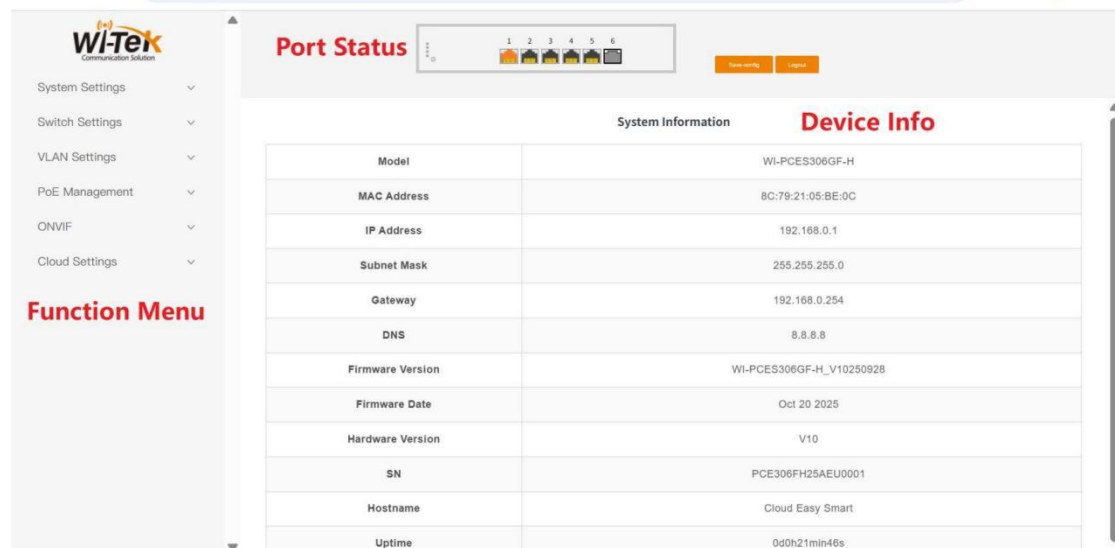 Wi-Tek
Communication Solution
System Settings
Switch Settings
VLAN Settings
PoE Management
ONVIF
Cloud Settings
Function Menu
Port Status
1 2 3 4 5 6
Save config
Logout
System Information
Device Info
Model WI-PCES306GF-H
MAC Address 8C:79:21:05:BE:0C
IP Address 192.168.0.1
Subnet Mask 255.255.255.0
Gateway 192.168.0.254
DNS 8.8.8.8
Firmware Version WI-PCES306GF-H_V10250928
Firmware Date Oct 20 2025
Hardware Version V10
SN PCE306FH25AEU0001
Hostname Cloud Easy Smart
Uptime 0d0h21min46s